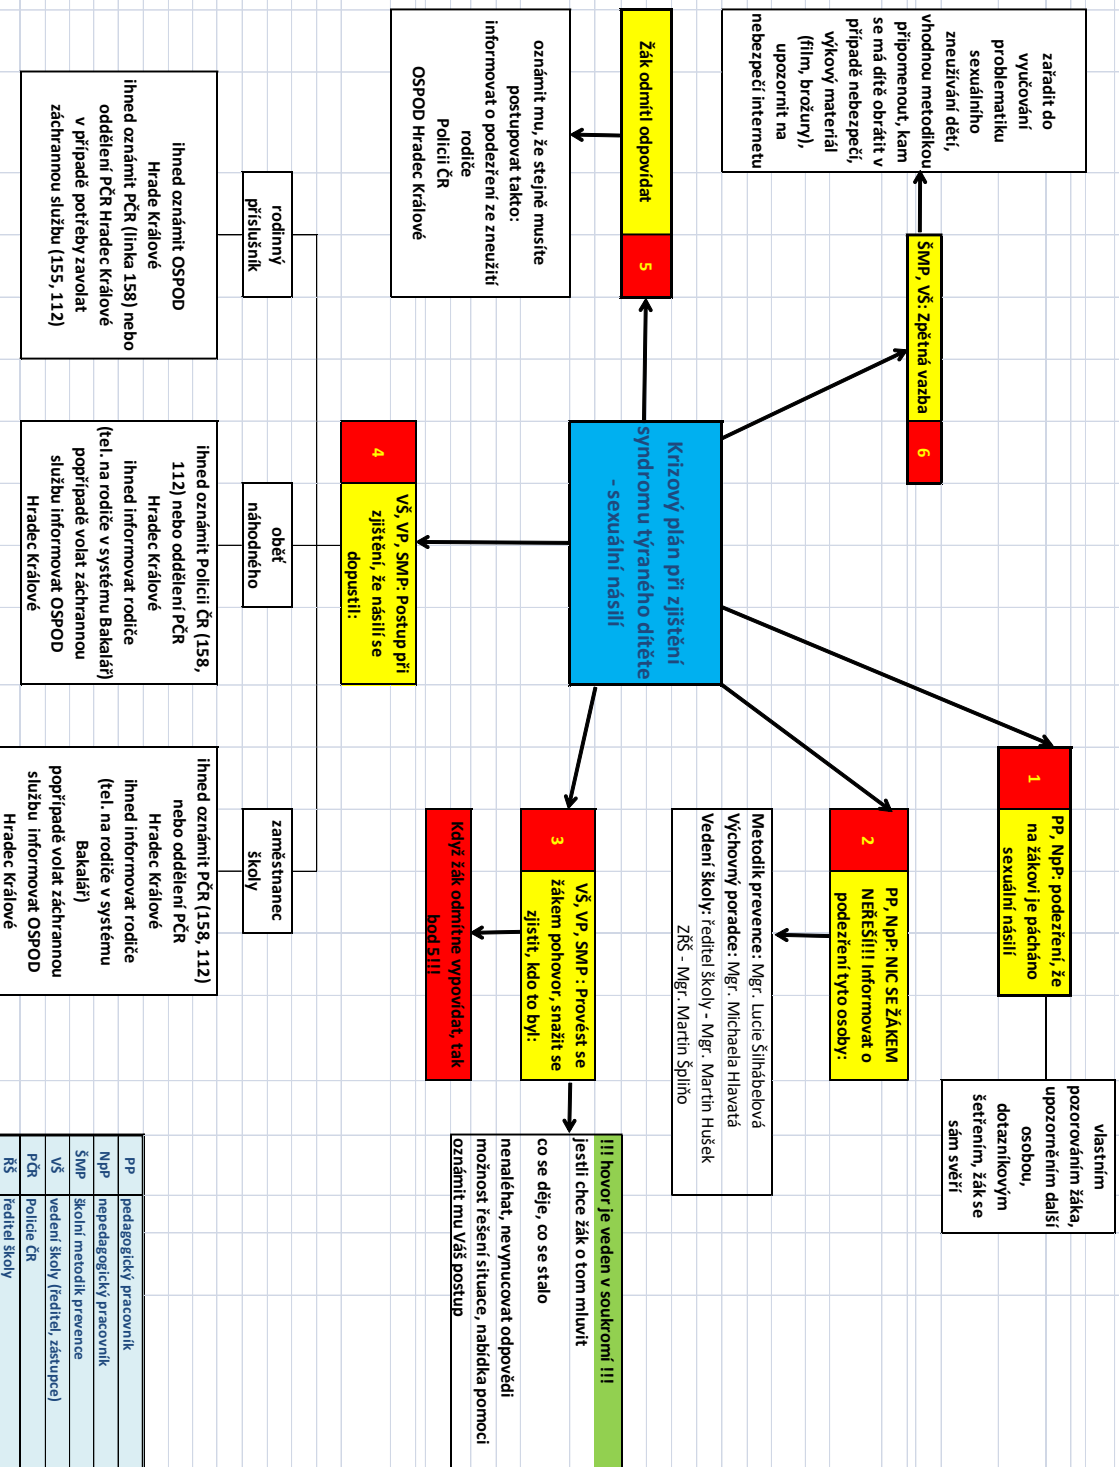 Krizový plán při zjištění
syndromu týraného dítěte
- sexuální násilí
1
PP, NpP: podezření, že
na žákovi je pácháno
sexuální násilí
vlastním
pozorováním žáka,
upozorněním další
osobou,
dotazníkovým
šetřením, žák se
sám svěří
2
PP, NpP: NIC SE ŽÁKEM
NEŘEŠÍ!!! Informovat o
podezření tyto osoby:
Metodik prevence: Mgr. Lucie Šilhábelová
Výchovný poradce: Mgr. Michaela Hlavatá
Vedení školy: ředitel školy - Mgr. Martin Hušek
ZŘŠ - Mgr. Martin Špliňo
3
VŠ, VP, SMP : Provést se
žákem pohovor, snažit se
zjistit, kdo to byl:
Když žák odmítne vypovídat, tak
bod 5!!!
!!! hovor je veden v soukromí !!!
jestli chce žák o tom mluvit
co se děje, co se stalo
nenaléhat, nevynucovat odpovědi
možnost řešení situace, nabídka pomoci
oznámit mu Váš postup
4
VŠ, VP, SMP: Postup při
zjištění, že násilí se
dopustil:
rodinný
příslušník
ihned oznámit OSPOD
Hrade Králové
ihned oznámit PČR (linka 158) nebo
oddělení PČR Hradec Králové
v případě potřeby zavolat
záchrannou službu (155, 112)
oběť
náhodného
ihned oznámit Policii ČR (158,
112) nebo oddělení PČR
Hradec Králové
ihned informovat rodiče
(tel. na rodiče v systému Bakalář)
popřípadě volat záchrannou
službu informovat OSPOD
Hradec Králové
zaměstnanec
školy
ihned oznámit PČR (158, 112)
nebo oddělení PČR
Hradec Králové
ihned informovat rodiče
(tel. na rodiče v systému
Bakalář)
popřípadě volat záchrannou
službu informovat OSPOD
Hradec Králové
Žák odmítl odpovídat
5
oznámit mu, že stejně musíte
postupovat takto:
informovat o podezření ze zneužití
rodiče
Policii ČR
OSPOD Hradec Králové
ŠMP, VŠ: Zpětná vazba
6
zařadit do
vyučování
problematiku
sexuálního
zneužívání dětí,
vhodnou metodikou
připomenout, kam
se má dítě obrátit v
případě nebezpečí,
výkový materiál
(film, brožury),
upozornit na
nebezpečí internetu
PP pedagogický pracovník
NpP nepedagogický pracovník
ŠMP školní metodik prevence
VŠ vedení školy (ředitel, zástupce)
PČR Policie ČR
ŘŠ ředitel školy